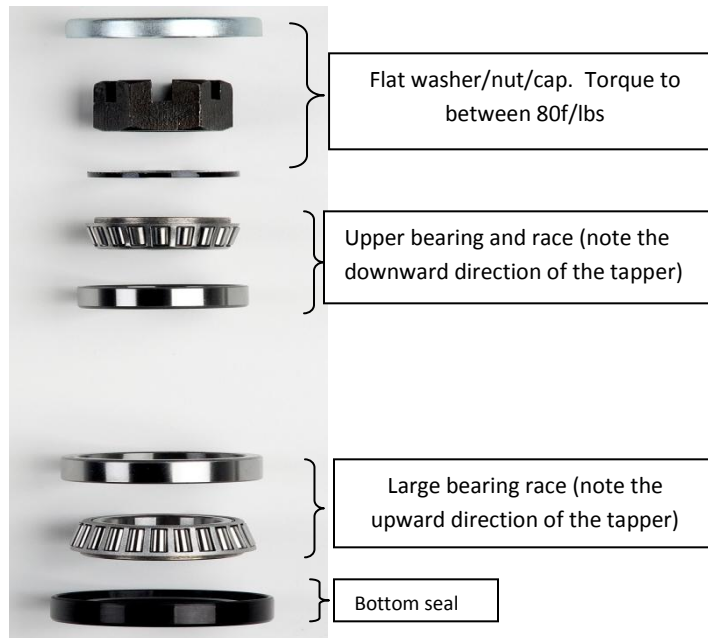 Flat washer/nut/cap.  Torque to
between 80f/lbs
Upper bearing and race (note the
downward direction of the tapper)
Large bearing race (note the
upward direction of the tapper)
Bottom seal